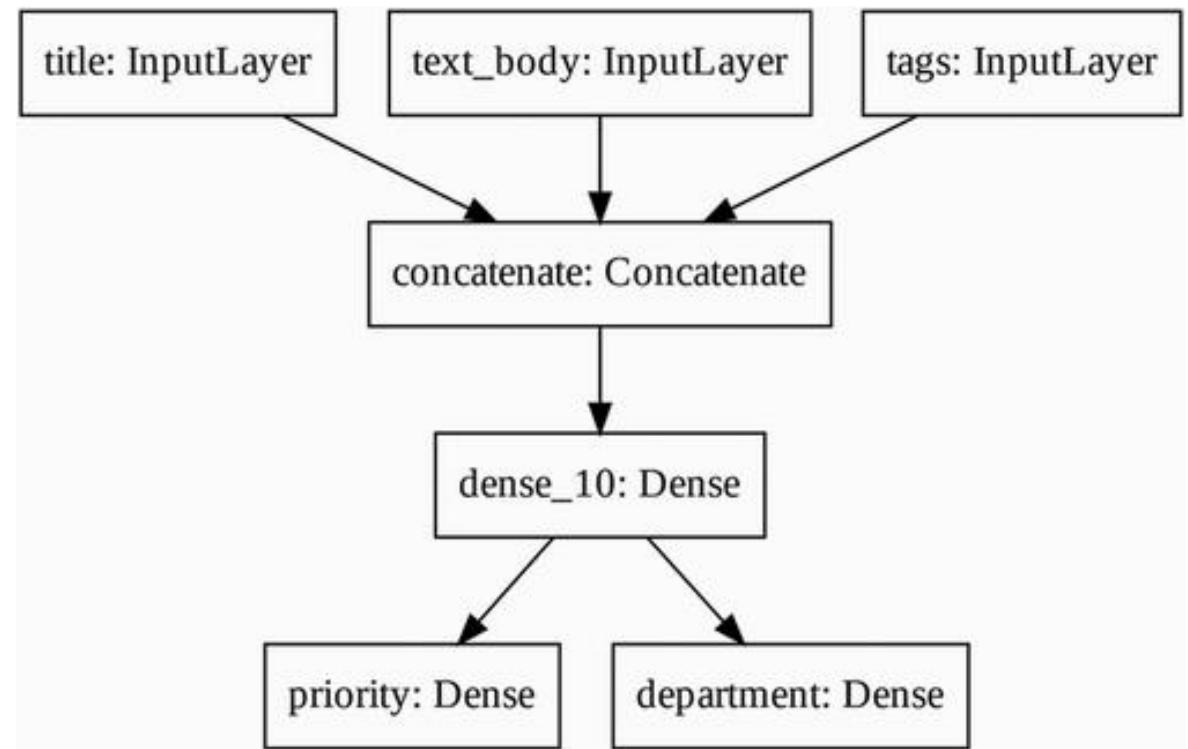 title: InputLayer
text_body: InputLayer
tags: InputLayer
concatenate: Concatenate
dense_10: Dense
priority: Dense
department: Dense